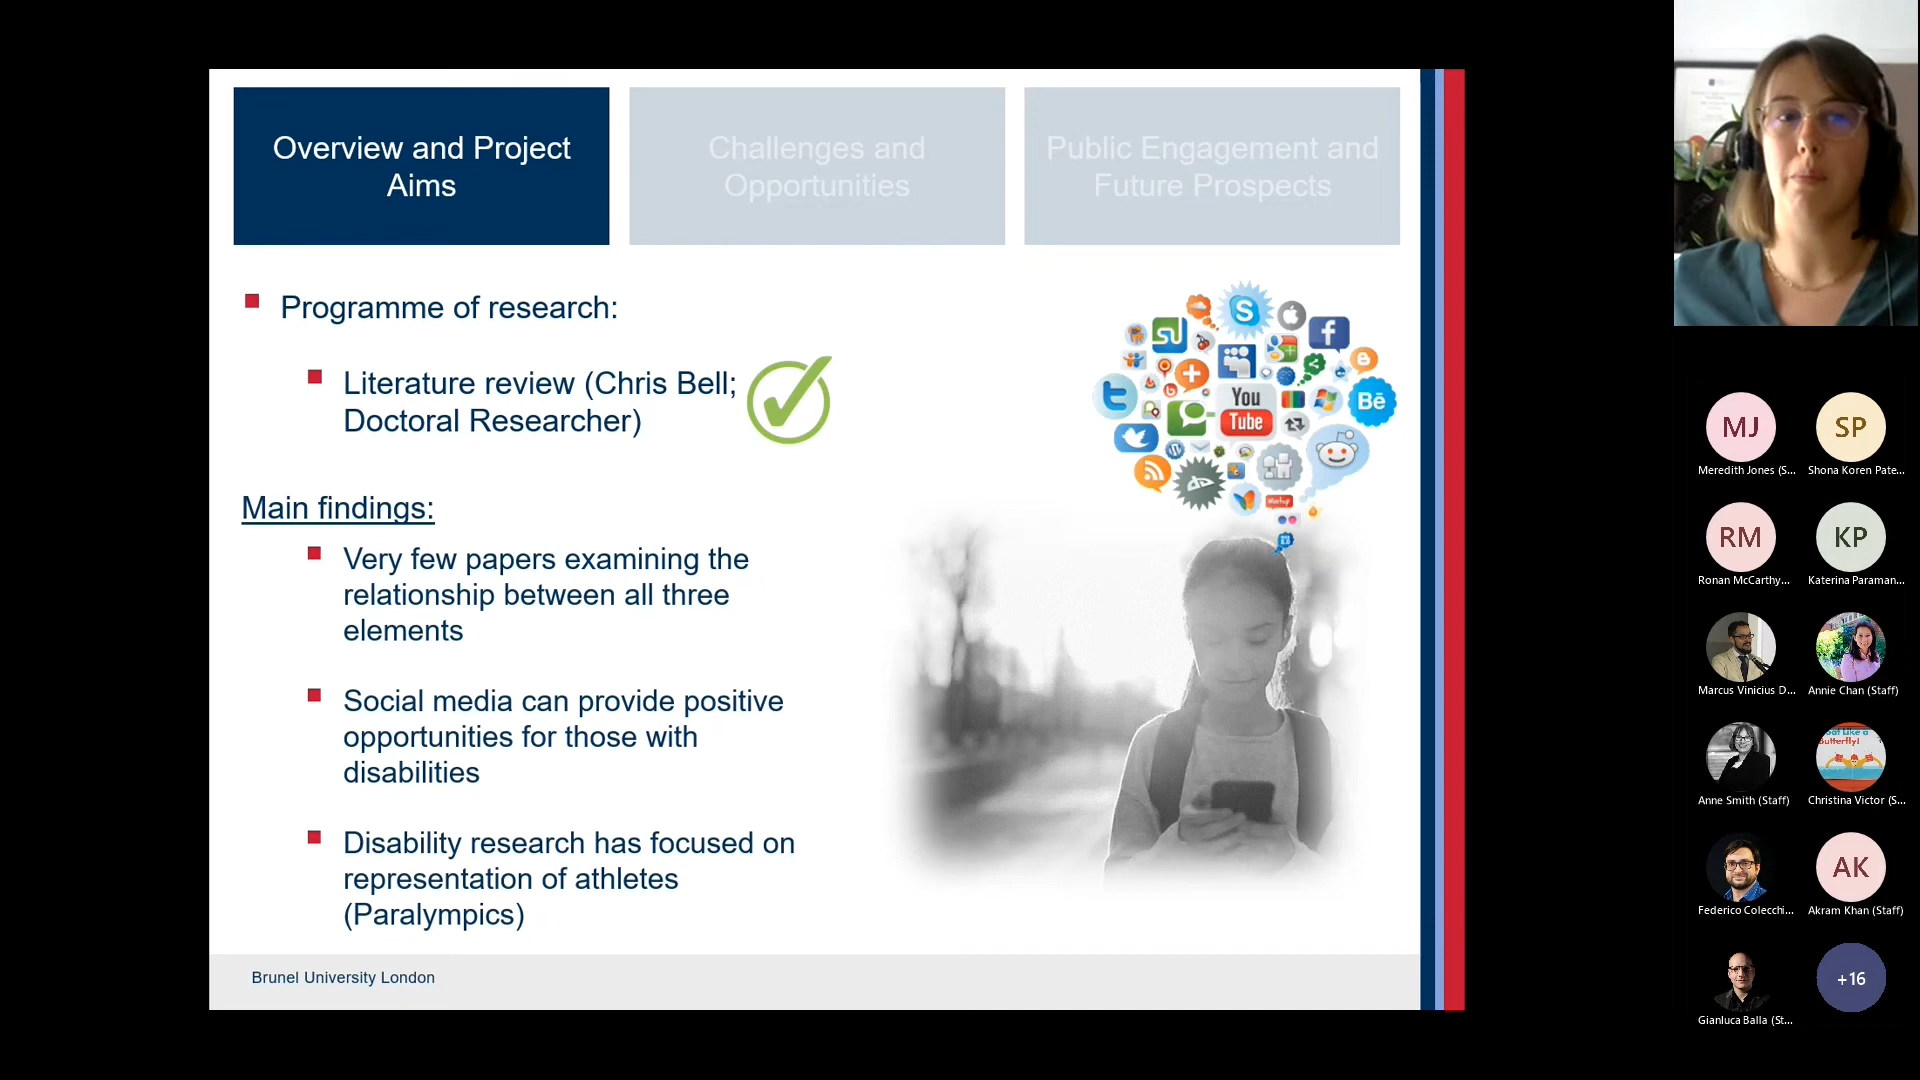 Overview and Project
Aims
Challenges and
Opportunities
Public Engagement and
Future Prospects
Programme of research:
Literature review (Chris Bell;
Doctoral Researcher)
Main findings:
Very few papers examining the
relationship between all three
elements
Social media can provide positive
opportunities for those with
disabilities
Disability research has focused on
representation of athletes
(Paralympics)
You
Tube
Bē
Brunel University London
MJ
Meredith Jones (S...
SP
Shona Koren Pate...
RM
Ronan McCarthy...
KP
Katerina Paraman...
Marcus Vinicius D...
Annie Chan (Staff)
Anne Smith (Staff)
Butterfly!
Christina Victor (S...
Federico Colecchi...
AK
Akram Khan (Staff)
Gianluca Balla (St...
+16